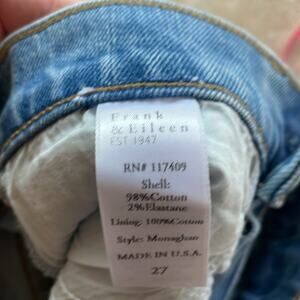 Frank
& Eileen
EST 1947
RN# 117409
Shell:
98%Cotton
2%Elastane
Lining: 100%Cotton
Style: Monaghan
MADE IN U.S.A.
27